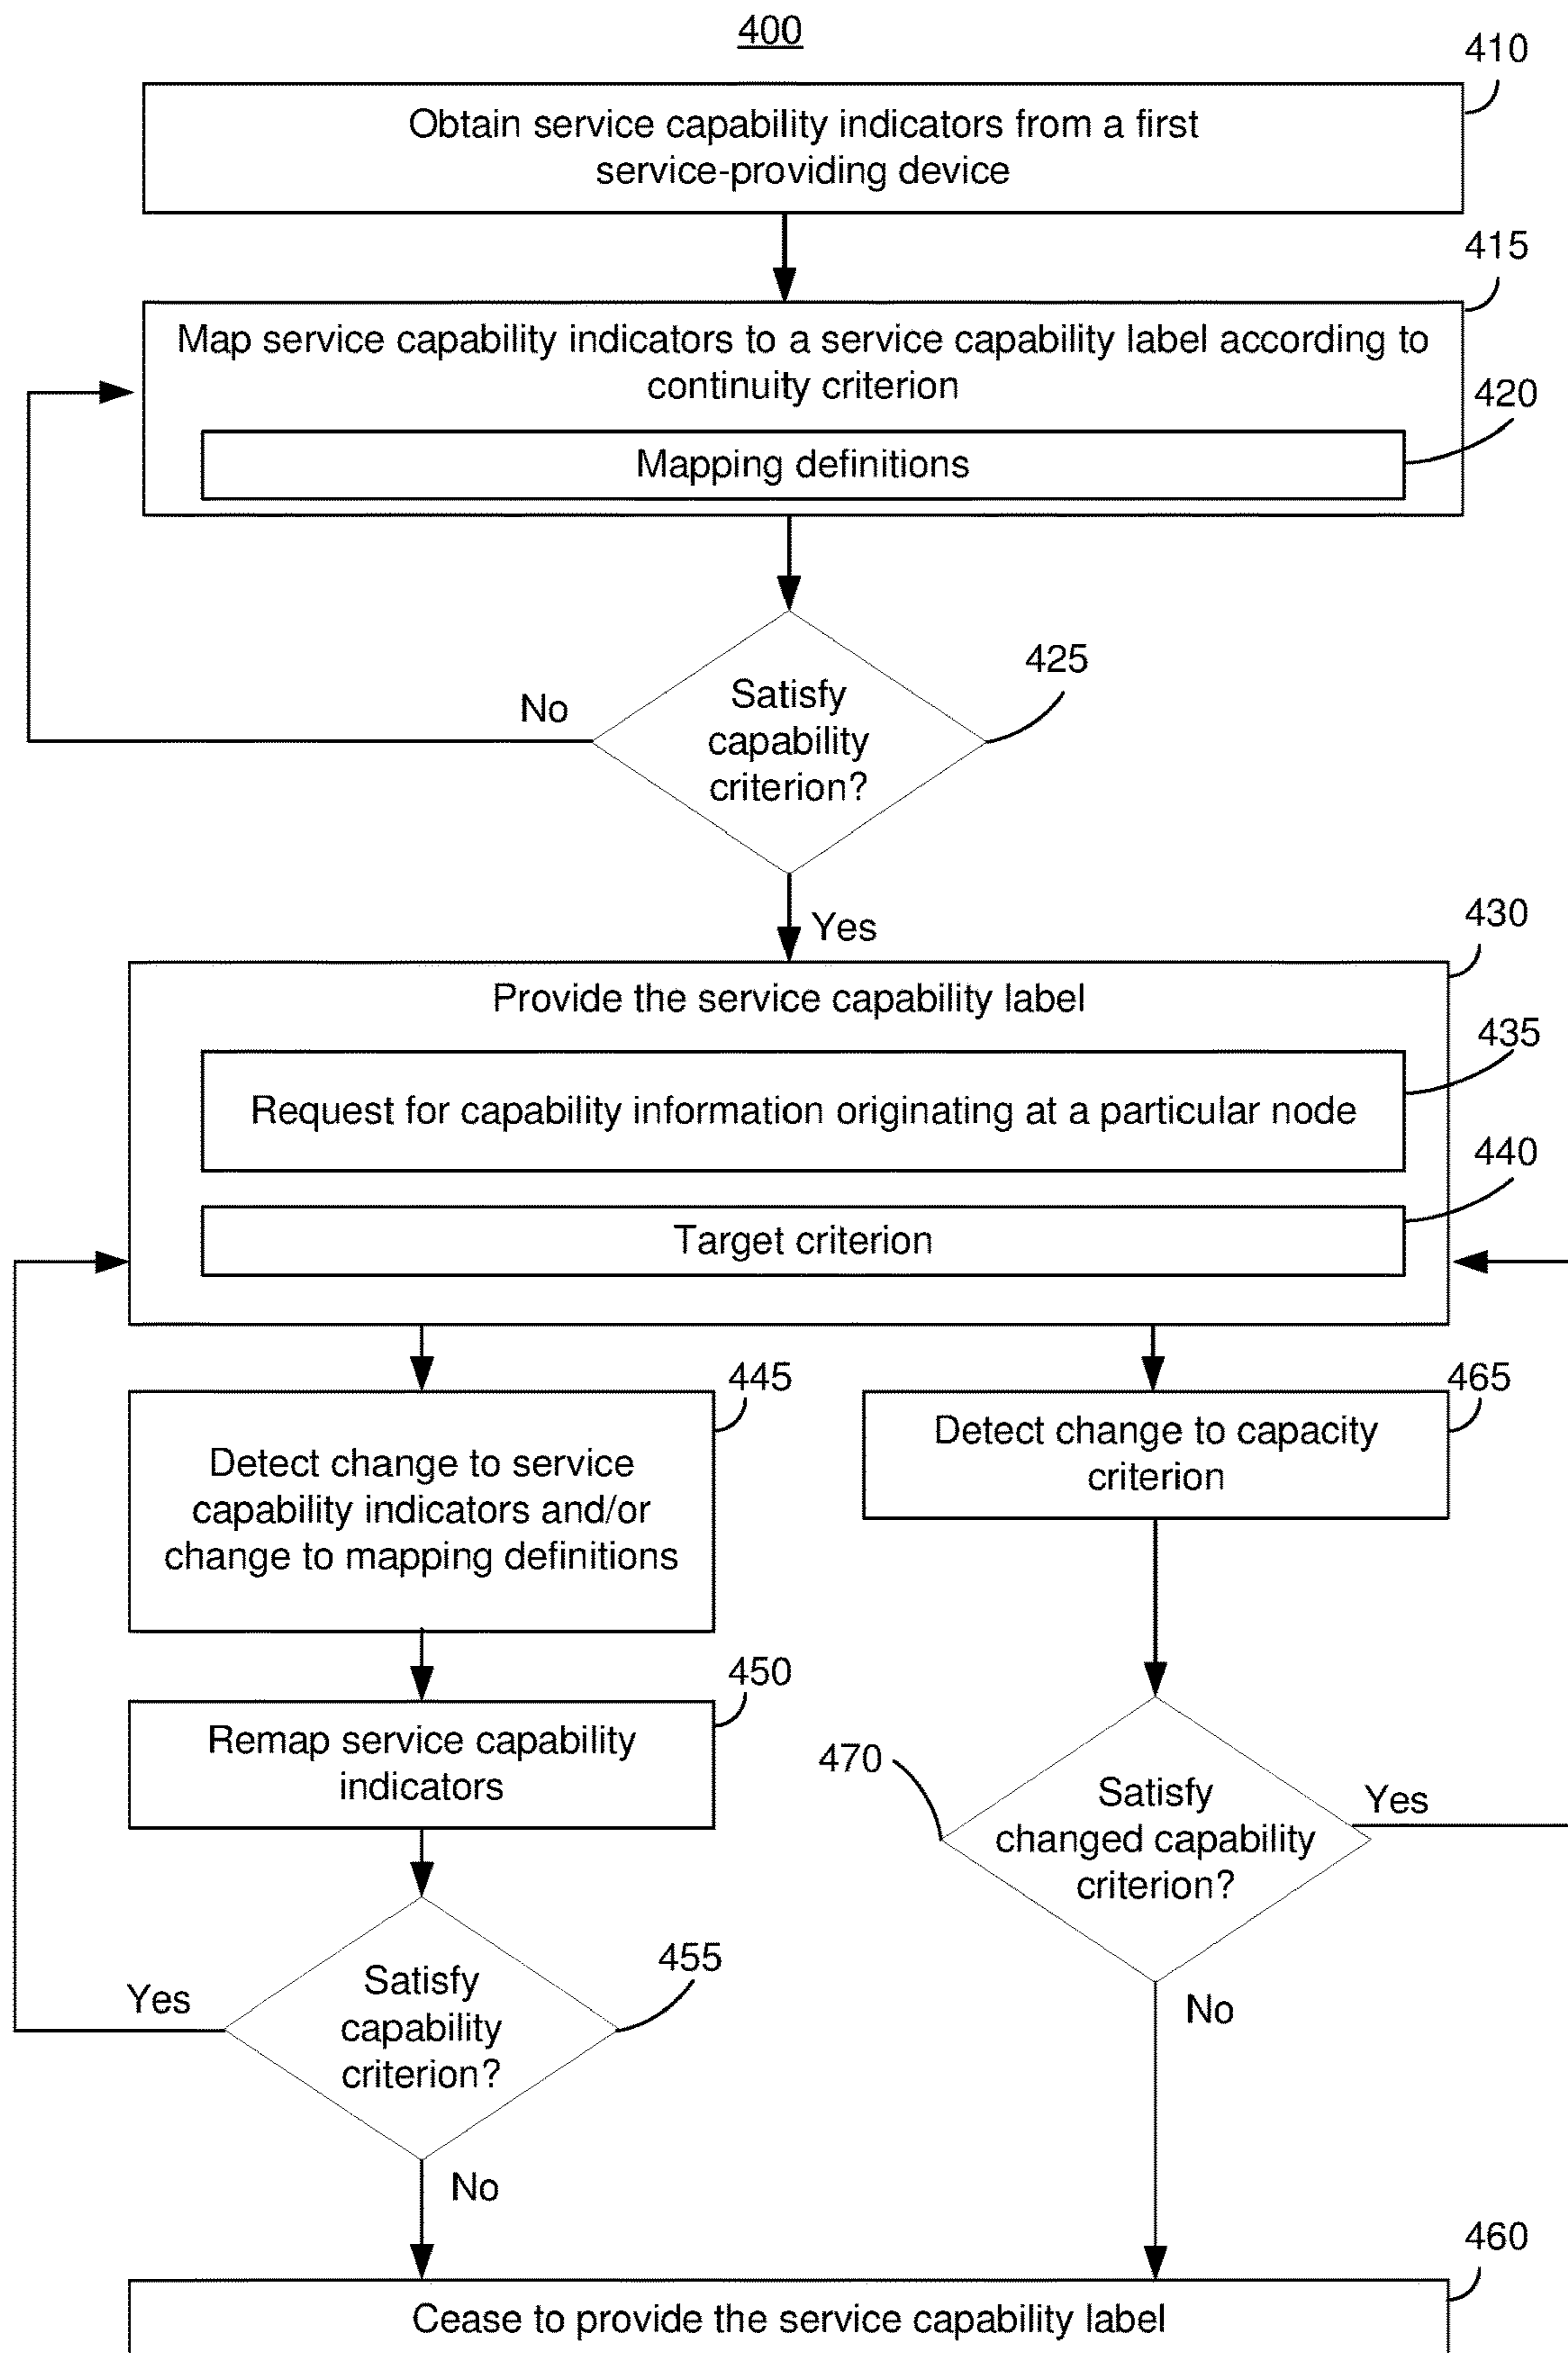 400
410
Obtain service capability indicators from a first
service-providing device
415
Map service capability indicators to a service capability label according to
continuity criterion
420
Mapping definitions
425
Satisfy
capability
criterion?
No
Yes
430
Provide the service capability label
435
Request for capability information originating at a particular node
440
Target criterion
445
Detect change to service
capability indicators and/or
change to mapping definitions
465
Detect change to capacity
criterion
450
Remap service capability
indicators
470
Satisfy
changed capability
criterion?
Yes
No
455
Satisfy
capability
criterion?
Yes
No
460
Cease to provide the service capability label